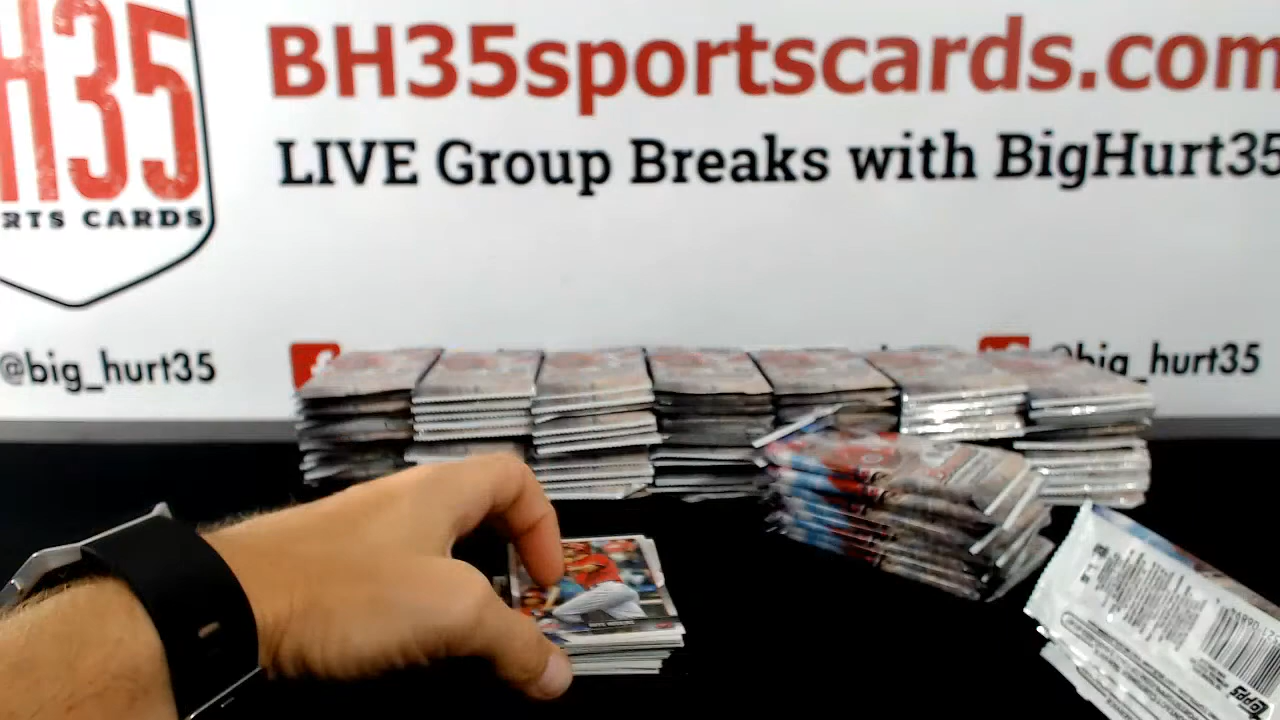 H35
RTS CARDS
BH35sportscards.com
LIVE Group Breaks with BigHurt35
@big_hurt35
f
@big_hurt35
Topps